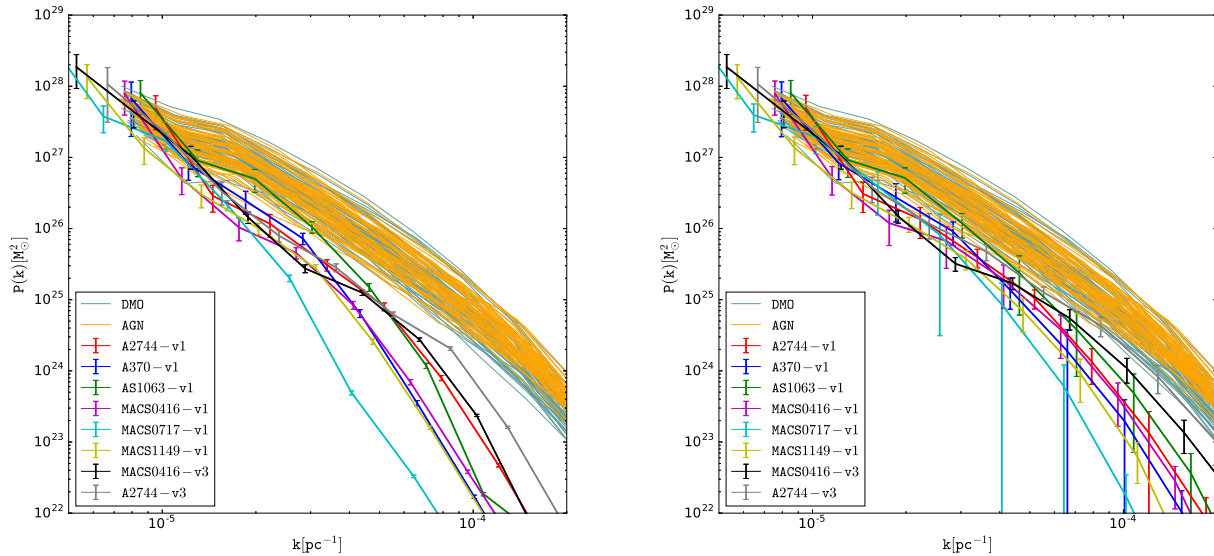 10^29
10^28
10^27
10^26
10^25
10^24
10^23
10^22
P(k)[M_⊙^2]
DMO
AGN
A2744-v1
A370-v1
AS1063-v1
MACS0416-v1
MACS0717-v1
MACS1149-v1
MACS0416-v3
A2744-v3
10^-5
10^-4
k[pc^-1]
10^29
10^28
10^27
10^26
10^25
10^24
10^23
10^22
P(k)[M_⊙^2]
DMO
AGN
A2744-v1
A370-v1
AS1063-v1
MACS0416-v1
MACS0717-v1
MACS1149-v1
MACS0416-v3
A2744-v3
10^-5
10^-4
k[pc^-1]